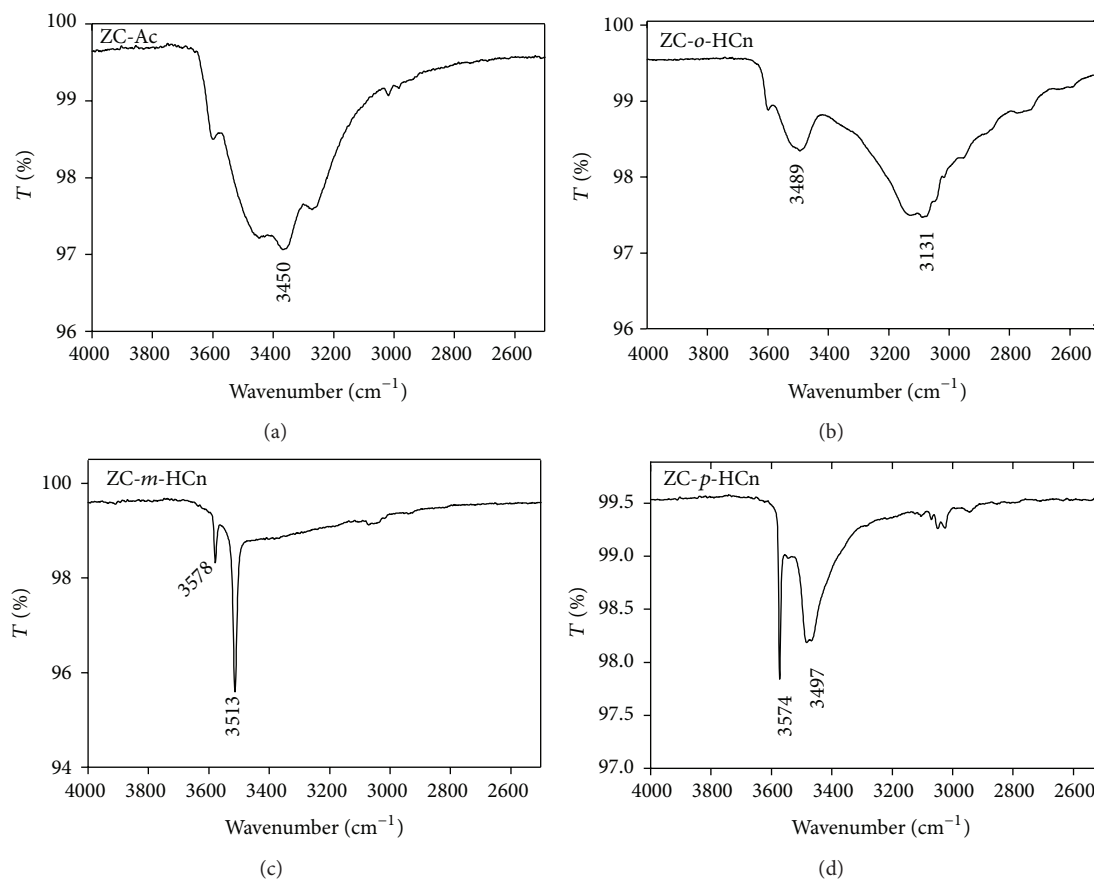 ZC-Ac
100
99
98
97
96
T (%)
3450
4000 3800 3600 3400 3200 3000 2800 2600
Wavenumber (cm⁻¹)
(a)
ZC-o-HCn
100
99
98
97
96
T (%)
3489
3131
4000 3800 3600 3400 3200 3000 2800 2600
Wavenumber (cm⁻¹)
(b)
ZC-m-HCn
100
98
96
94
T (%)
3578
3513
4000 3800 3600 3400 3200 3000 2800 2600
Wavenumber (cm⁻¹)
(c)
ZC-p-HCn
99.5
99.0
98.5
98.0
97.5
97.0
T (%)
3574
3497
4000 3800 3600 3400 3200 3000 2800 2600
Wavenumber (cm⁻¹)
(d)